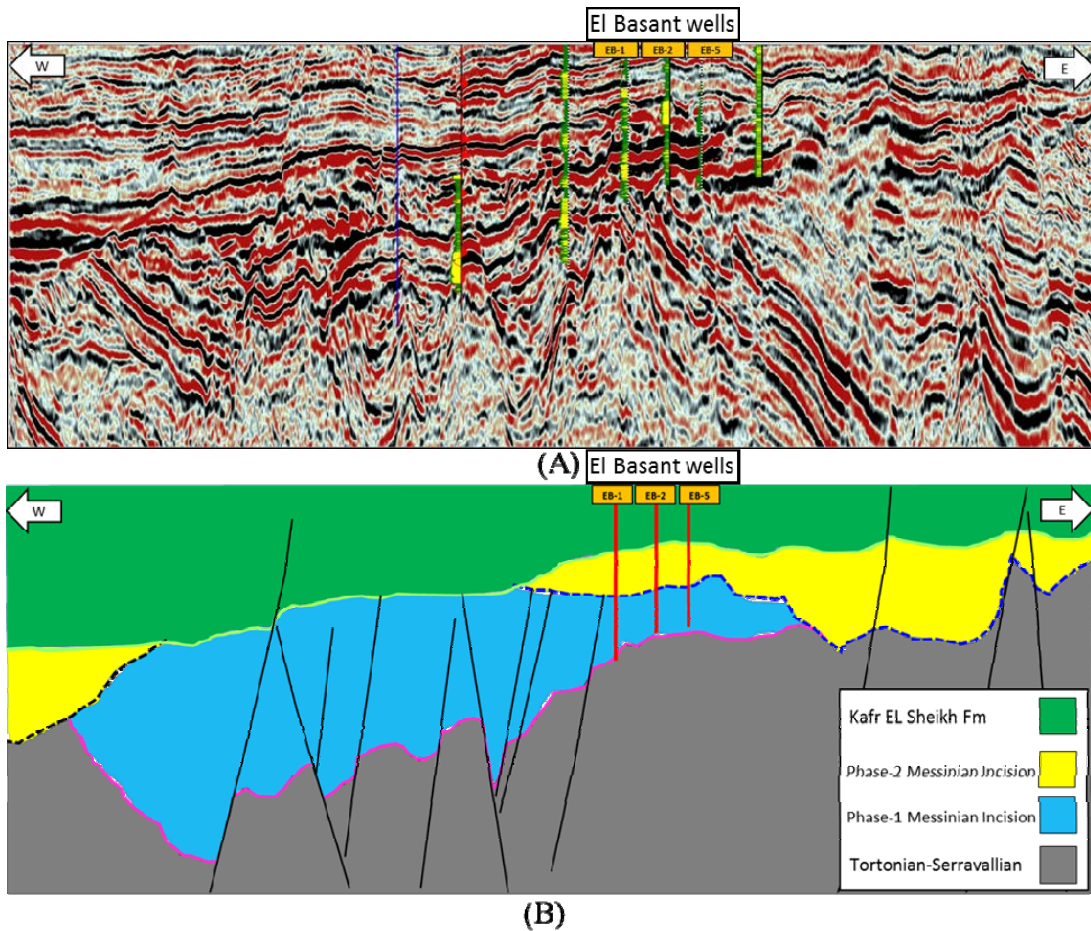 El Basant wells
EB-1 EB-2 EB-5
W
E
(A)
El Basant wells
EB-1 EB-2 EB-5
W
E
Kafr EL Sheikh Fm
Phase-2 Messinian Incision
Phase-1 Messinian Incision
Tortonian-Serravallian
(B)